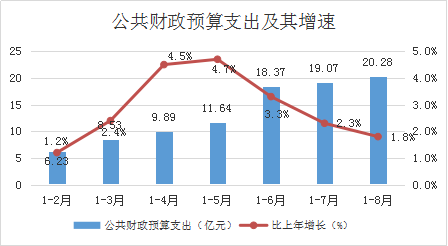 公共财政预算支出及其增速
25 5.0%
20 4.0%
15 3.0%
10 2.0%
5 1.0%
0 0.0%
6.23 8.53 9.89 11.64 18.37 19.07 20.28
1.2% 2.4% 4.5% 4.7% 3.3% 2.3% 1.8%
1-2月 1-3月 1-4月 1-5月 1-6月 1-7月 1-8月
公共财政预算支出（亿元） 比上年增长（%）